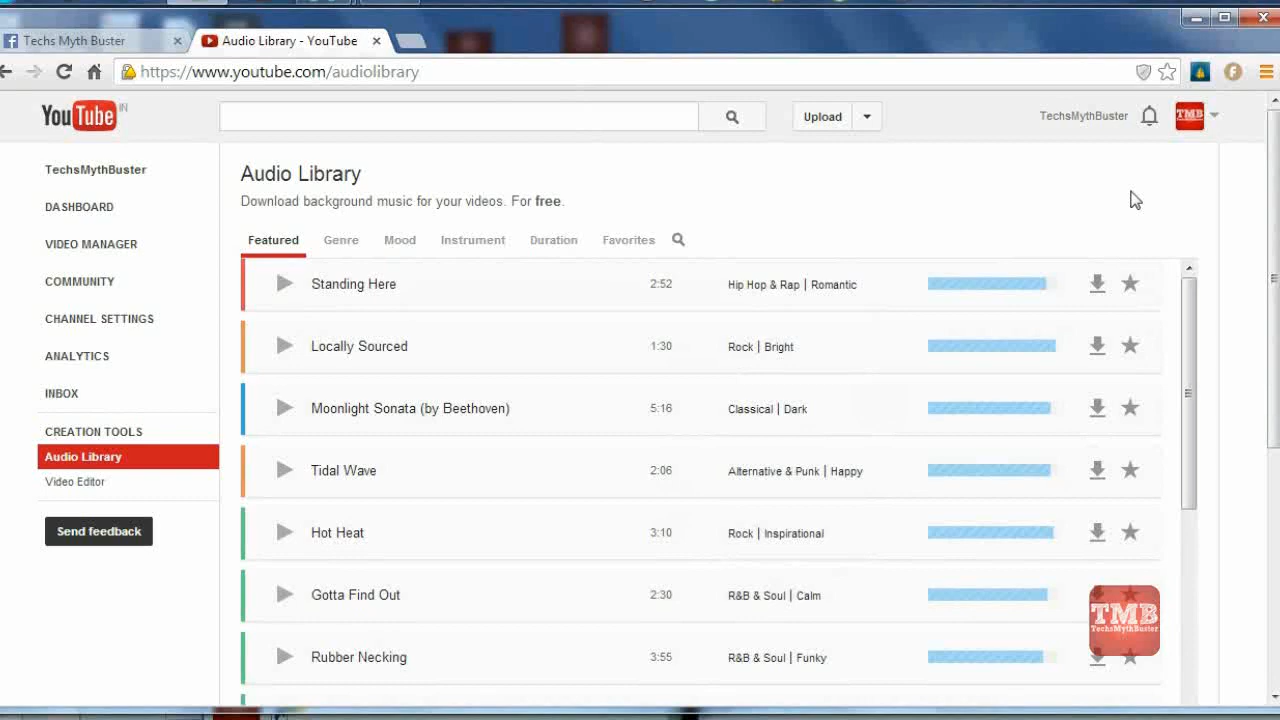 Techs Myth Buster
Audio Library - YouTube
https://www.youtube.com/audiolibrary
YouTube IN
Upload
TechsMythBuster
TMB
TechsMythBuster
DASHBOARD
VIDEO MANAGER
COMMUNITY
CHANNEL SETTINGS
ANALYTICS
INBOX
CREATION TOOLS
Audio Library
Video Editor
Send feedback
Audio Library
Download background music for your videos. For free.
Featured Genre Mood Instrument Duration Favorites
Standing Here 2:52 Hip Hop & Rap | Romantic
Locally Sourced 1:30 Rock | Bright
Moonlight Sonata (by Beethoven) 5:16 Classical | Dark
Tidal Wave 2:06 Alternative & Punk | Happy
Hot Heat 3:10 Rock | Inspirational
Gotta Find Out 2:30 R&B & Soul | Calm
Rubber Necking 3:55 R&B & Soul | Funky
TMB
TechsMythBuster